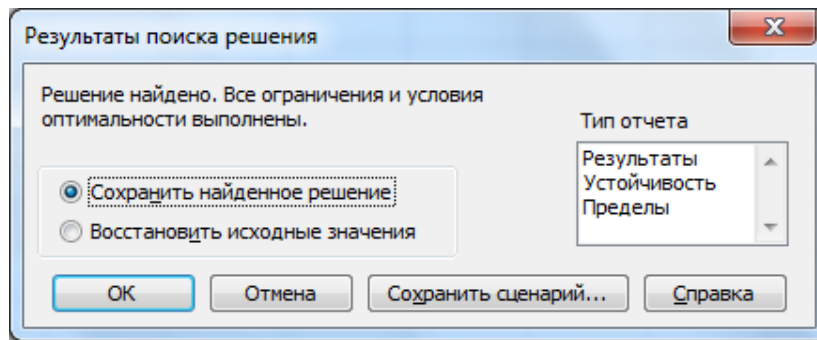 Результаты поиска решения
Решение найдено. Все ограничения и условия
оптимальности выполнены.
Тип отчета
Результаты
Устойчивость
Пределы
Сохранить найденное решение
Восстановить исходные значения
ОК
Отмена
Сохранить сценарий...
Справка